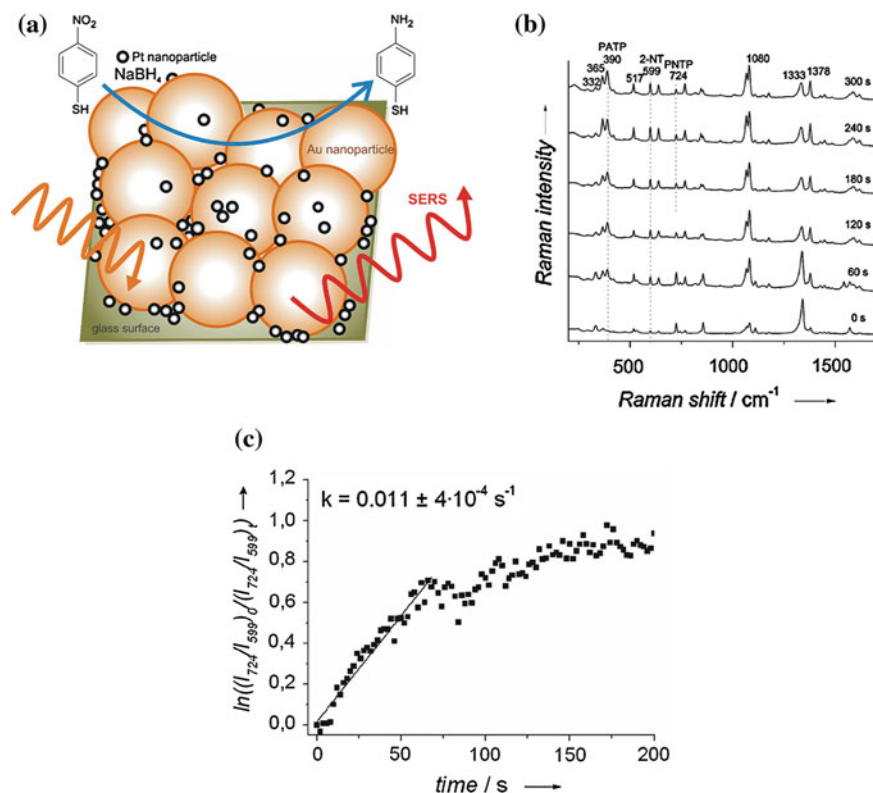 (a)
NO₂
SH
Pt nanoparticle
NaBH₄
NH₂
SH
Au nanoparticle
SERS
glass surface
(b)
Raman intensity
PATP
390
365
332
517
2-NT
599
PNTP
724
1080
1333
1378
300 s
240 s
180 s
120 s
60 s
0 s
500
1000
1500
Raman shift / cm⁻¹
(c)
k = 0.011 ± 4·10⁻⁴ s⁻¹
ln((I₇₂₄/I₅₉₉)₀/(I₇₂₄/I₅₉₉)ₜ)
1,2
1,0
0,8
0,6
0,4
0,2
0,0
0
50
100
150
200
time / s